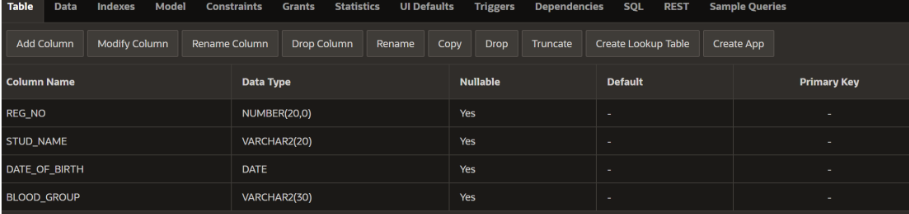 Table Data Indexes Model Constraints Grants Statistics UI Defaults Triggers Dependencies SQL REST Sample Queries
Add Column Modify Column Rename Column Drop Column Rename Copy Drop Truncate Create Lookup Table Create App
Column Name Data Type Nullable Default Primary Key
REG_NO NUMBER(20,0) Yes - -
STUD_NAME VARCHAR2(20) Yes - -
DATE_OF_BIRTH DATE Yes - -
BLOOD_GROUP VARCHAR2(30) Yes - -